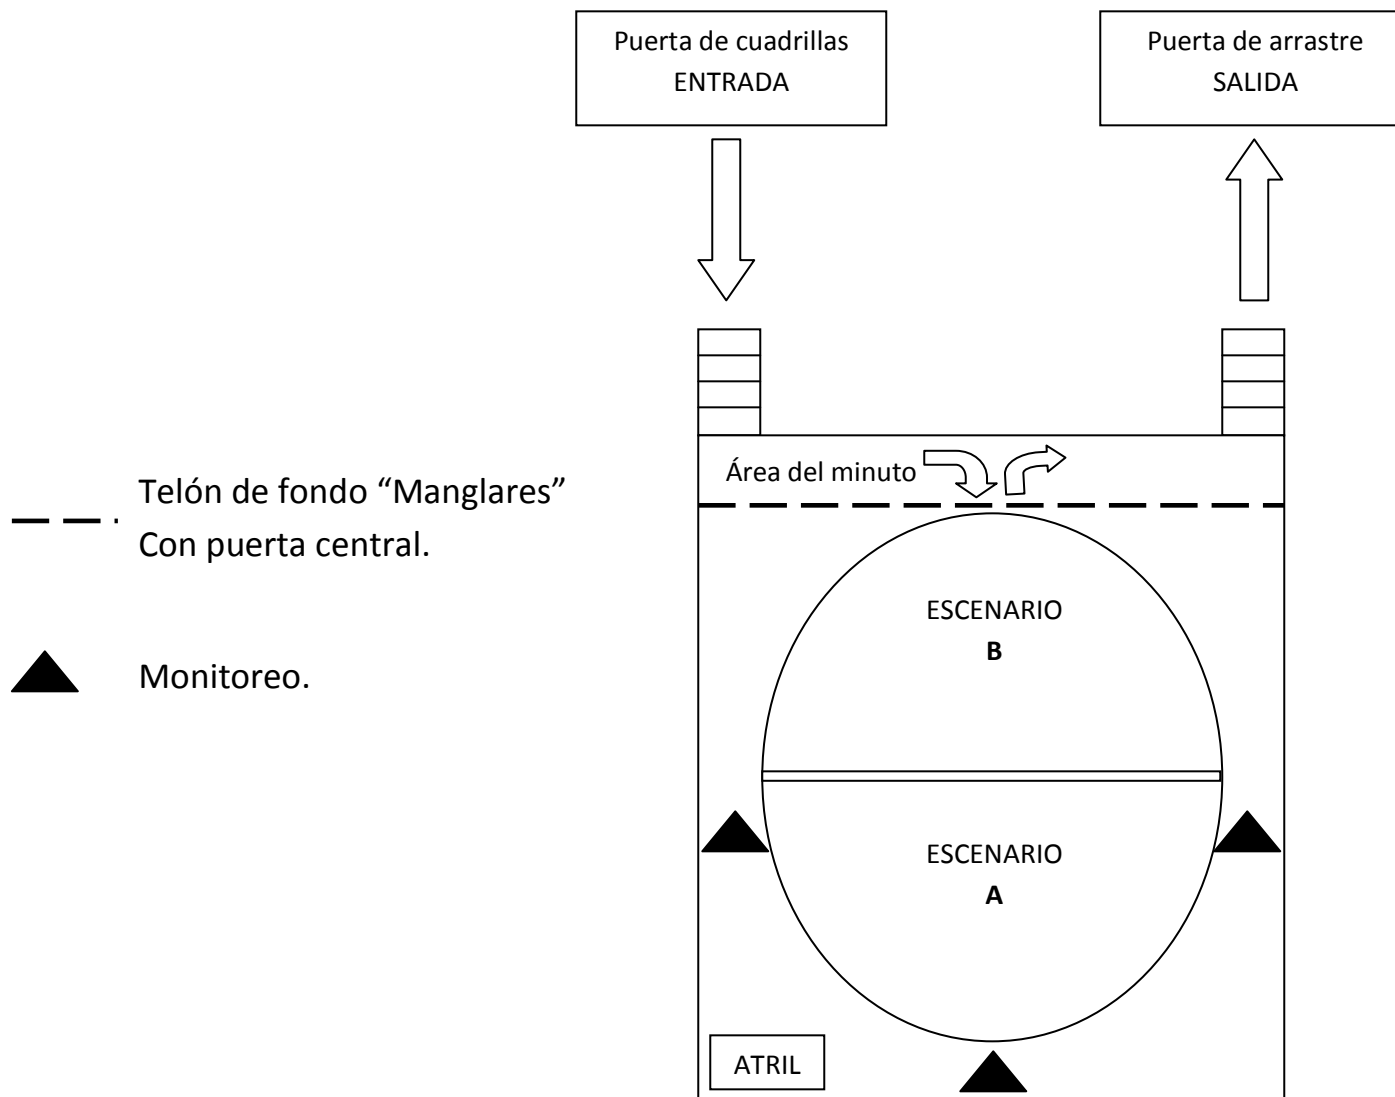 Puerta de cuadrillas
ENTRADA
Puerta de arrastre
SALIDA
Área del minuto
Telón de fondo “Manglares”
Con puerta central.
Monitoreo.
ESCENARIO
B
ESCENARIO
A
ATRIL